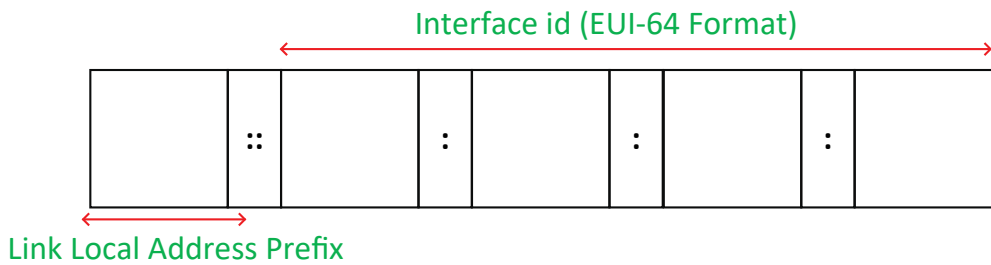 Interface id (EUI-64 Format)
:: : : :
Link Local Address Prefix